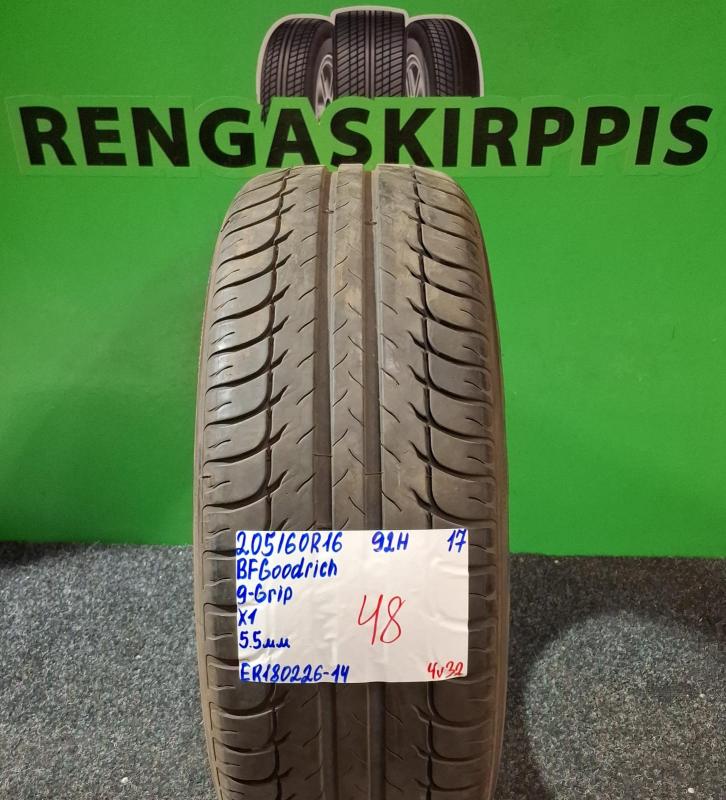 RENGASKIRPPIS
205/60R16 92H 17
BFGoodrich
g-Grip
X1
5.5мм
48
ER180226-14 4v32